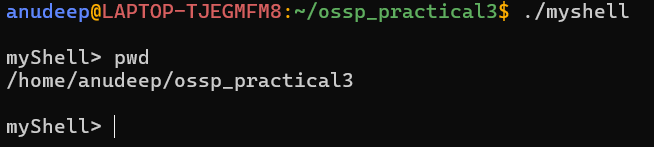 anudeep@LAPTOP-TJEGMFM8:~/ossp_practical3$ ./myshell
myShell> pwd
/home/anudeep/ossp_practical3
myShell>